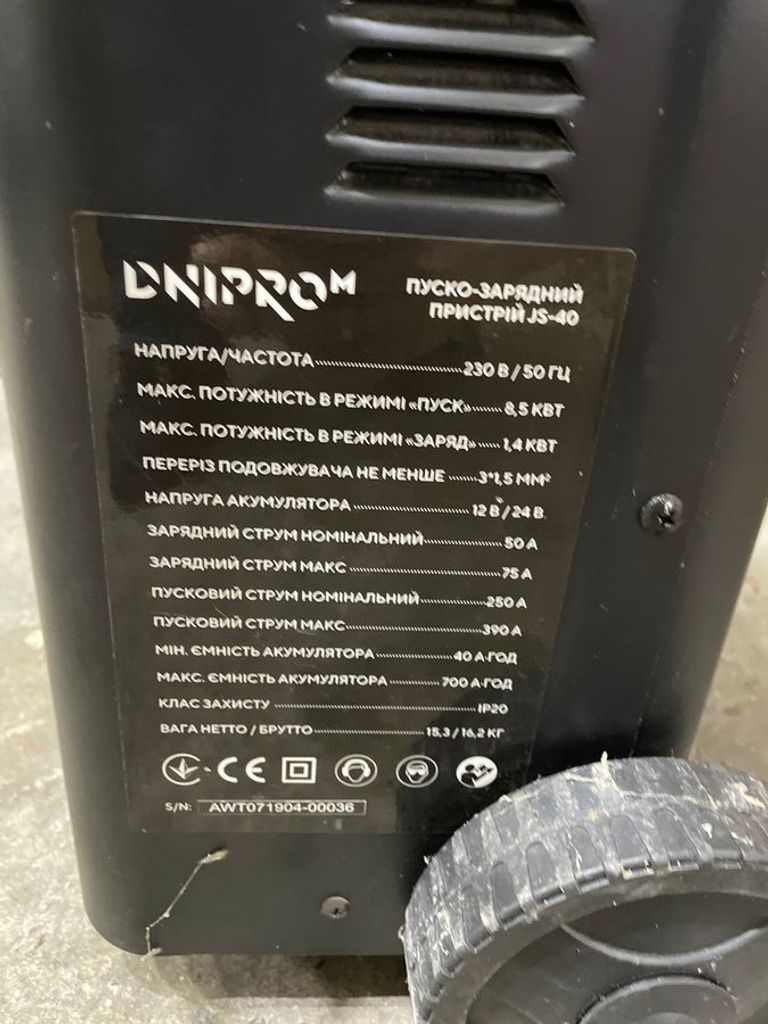 DNIPRO M
ПУСКО-ЗАРЯДНИЙ
ПРИСТРІЙ JS-40
НАПРУГА/ЧАСТОТА 230 В / 50 ГЦ
МАКС. ПОТУЖНІСТЬ В РЕЖИМІ «ПУСК» 8,5 КВТ
МАКС. ПОТУЖНІСТЬ В РЕЖИМІ «ЗАРЯД» 1,4 КВТ
ПЕРЕРІЗ ПОДОВЖУВАЧА НЕ МЕНШЕ 3*1,5 ММ²
НАПРУГА АКУМУЛЯТОРА 12 В / 24 В
ЗАРЯДНИЙ СТРУМ НОМІНАЛЬНИЙ 50 А
ЗАРЯДНИЙ СТРУМ МАКС 75 А
ПУСКОВИЙ СТРУМ НОМІНАЛЬНИЙ 250 А
ПУСКОВИЙ СТРУМ МАКС 390 А
МІН. ЄМНІСТЬ АКУМУЛЯТОРА 40 А·ГОД
МАКС. ЄМНІСТЬ АКУМУЛЯТОРА 700 А·ГОД
КЛАС ЗАХИСТУ IP20
ВАГА НЕТТО / БРУТТО 15,3 / 16,2 КГ
CE
S/N: AWT071904-00036